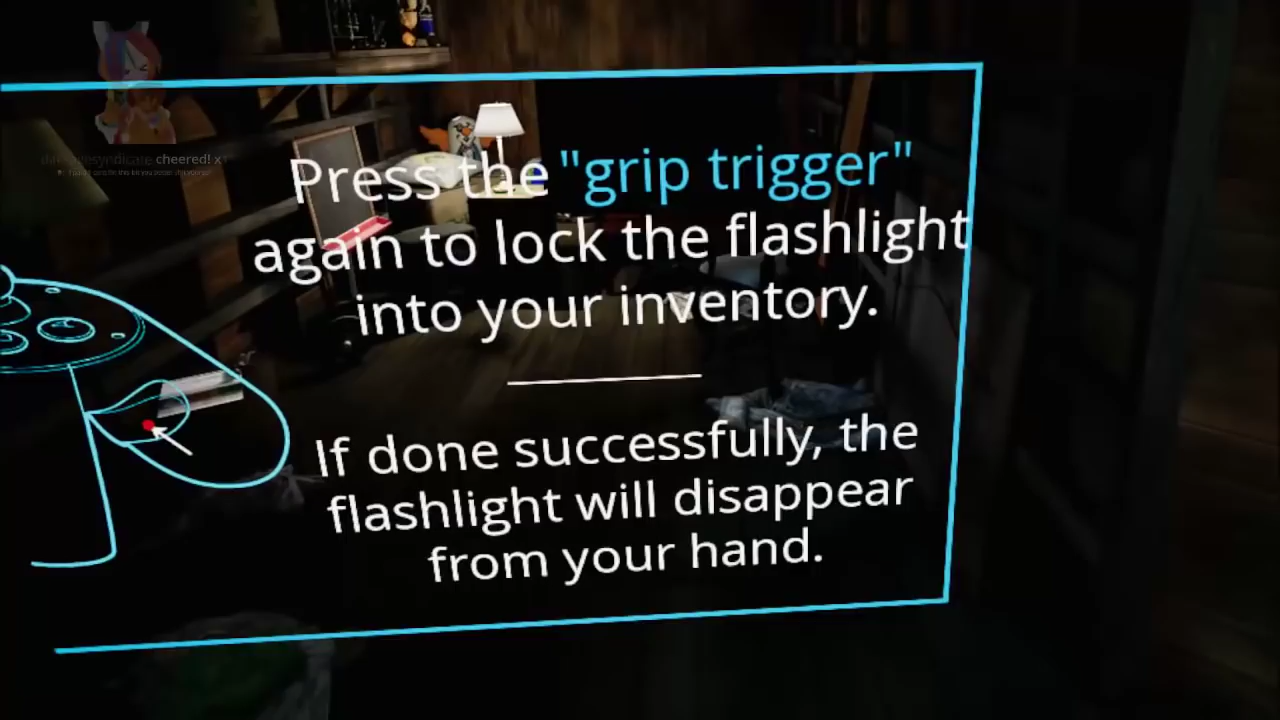 cheered! x
Press the "grip trigger"
again to lock the flashlight
into your inventory.
If done successfully, the
flashlight will disappear
from your hand.